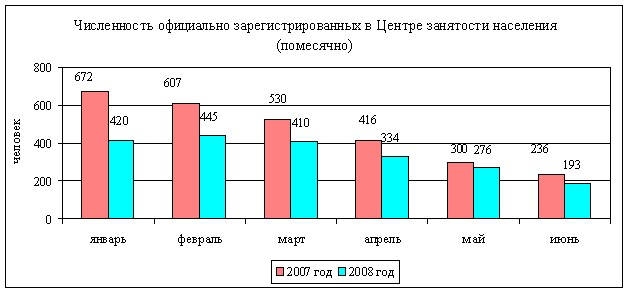 Численность официально зарегистрированных в Центре занятости населения
(помесячно)
человек
800
600
400
200
0
672
420
607
445
530
410
416
334
300
276
236
193
январь
февраль
март
апрель
май
июнь
2007 год
2008 год